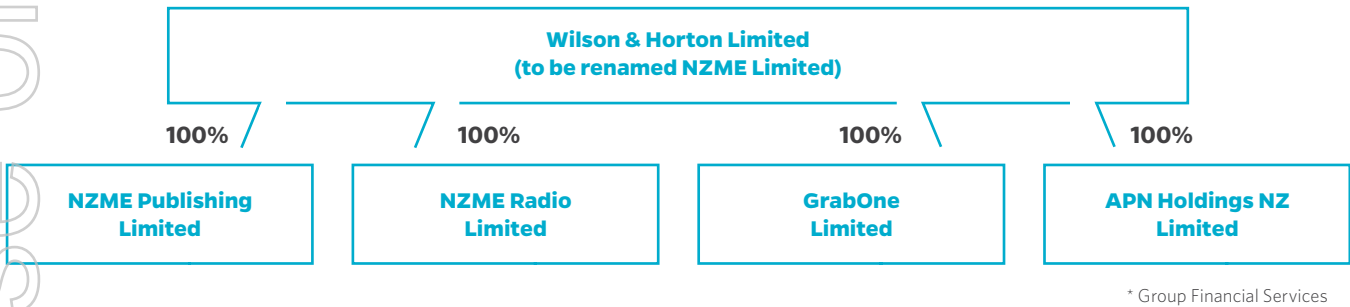 Wilson & Horton Limited
(to be renamed NZME Limited)
100%
100%
100%
100%
NZME Publishing
Limited
NZME Radio
Limited
GrabOne
Limited
APN Holdings NZ
Limited
* Group Financial Services